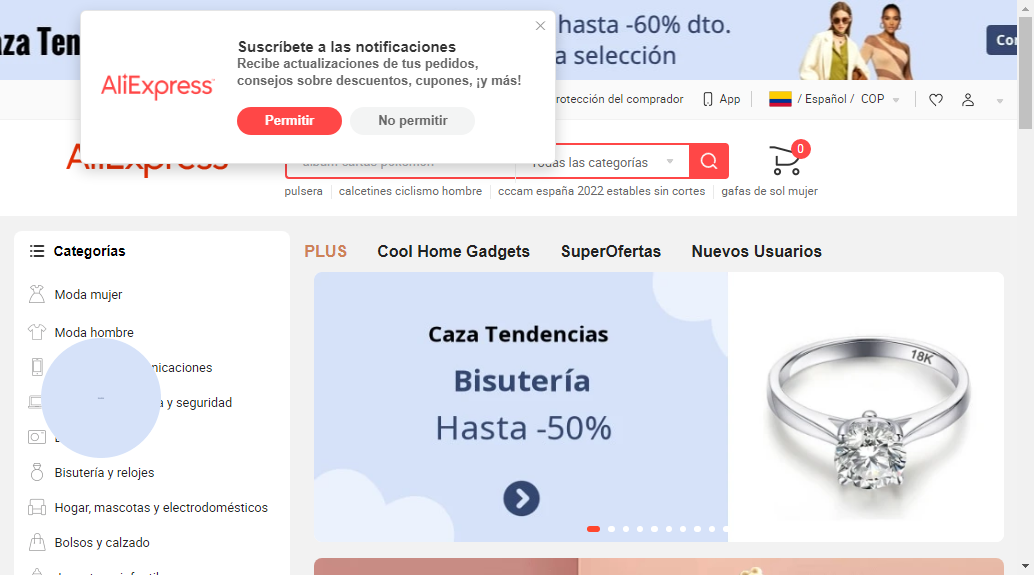 aza Ten
hasta -60% dto.
a selección
Co
Suscríbete a las notificaciones
Recibe actualizaciones de tus pedidos,
consejos sobre descuentos, cupones, ¡y más!
AliExpress
Permitir
No permitir
rotección del comprador
App
/ Español / COP
AliExpress
álbum cartas pokemon
Todas las categorías
0
pulsera
calcetines ciclismo hombre
cccam españa 2022 estables sin cortes
gafas de sol mujer
Categorías
PLUS
Cool Home Gadgets
SuperOfertas
Nuevos Usuarios
Moda mujer
Moda hombre
nicaciones
a y seguridad
Bisutería y relojes
Hogar, mascotas y electrodomésticos
Bolsos y calzado
Caza Tendencias
Bisutería
Hasta -50%
18K